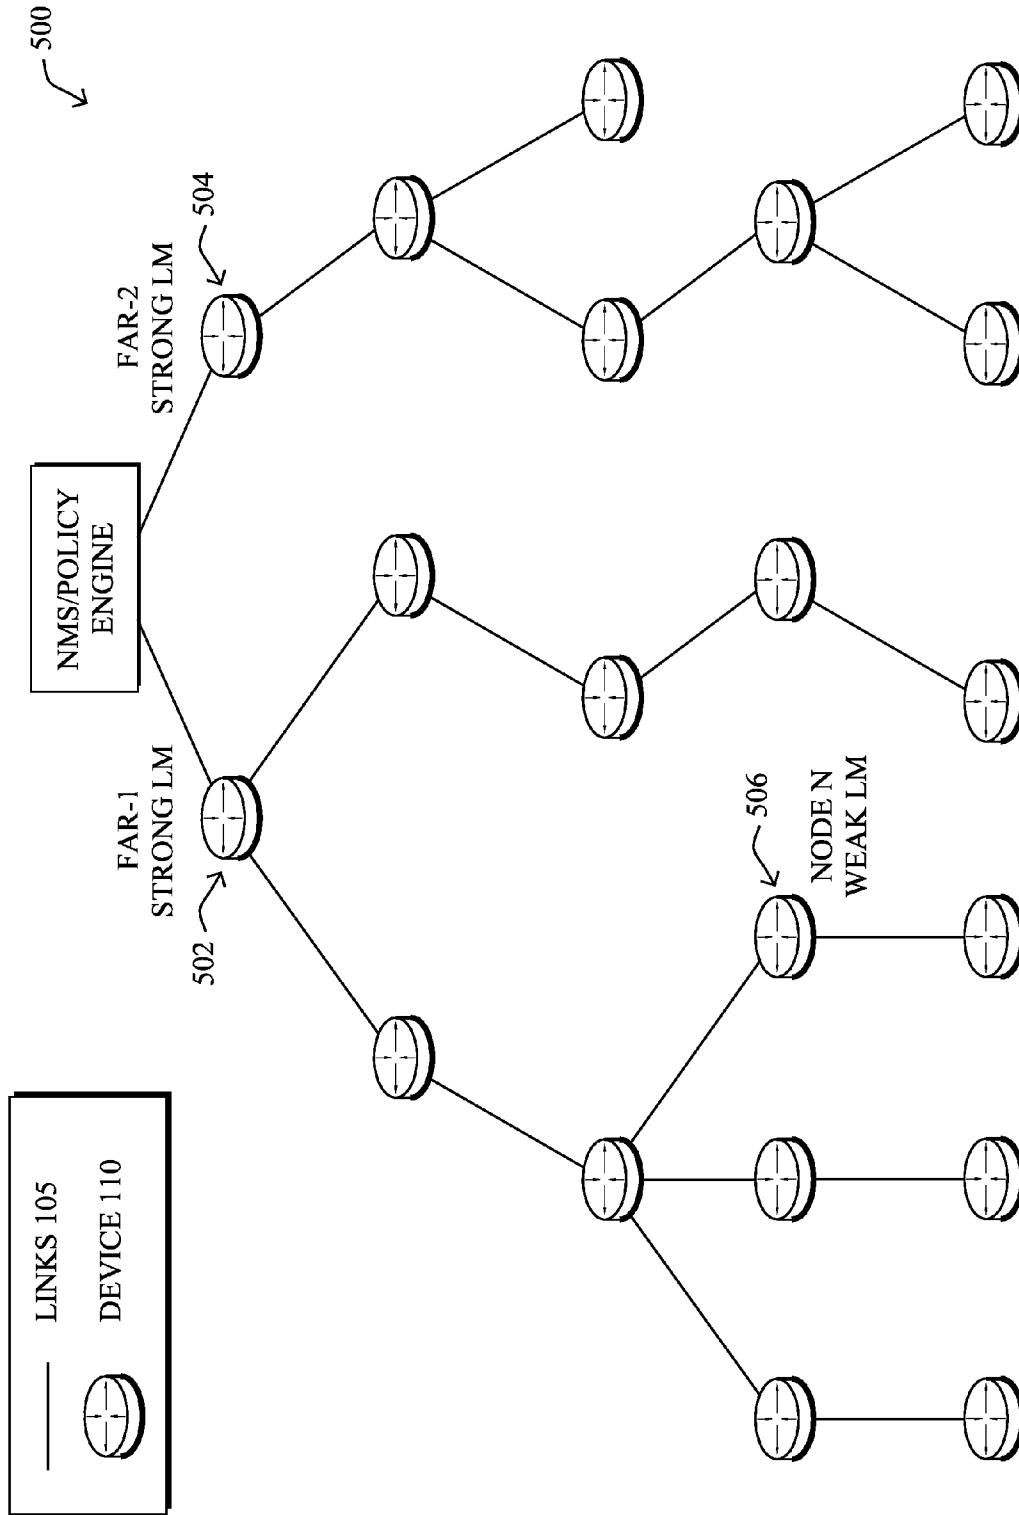 500
NMS/POLICY
ENGINE
FAR-1
STRONG LM
502
FAR-2
STRONG LM
504
506
NODE N
WEAK LM
LINKS 105
DEVICE 110